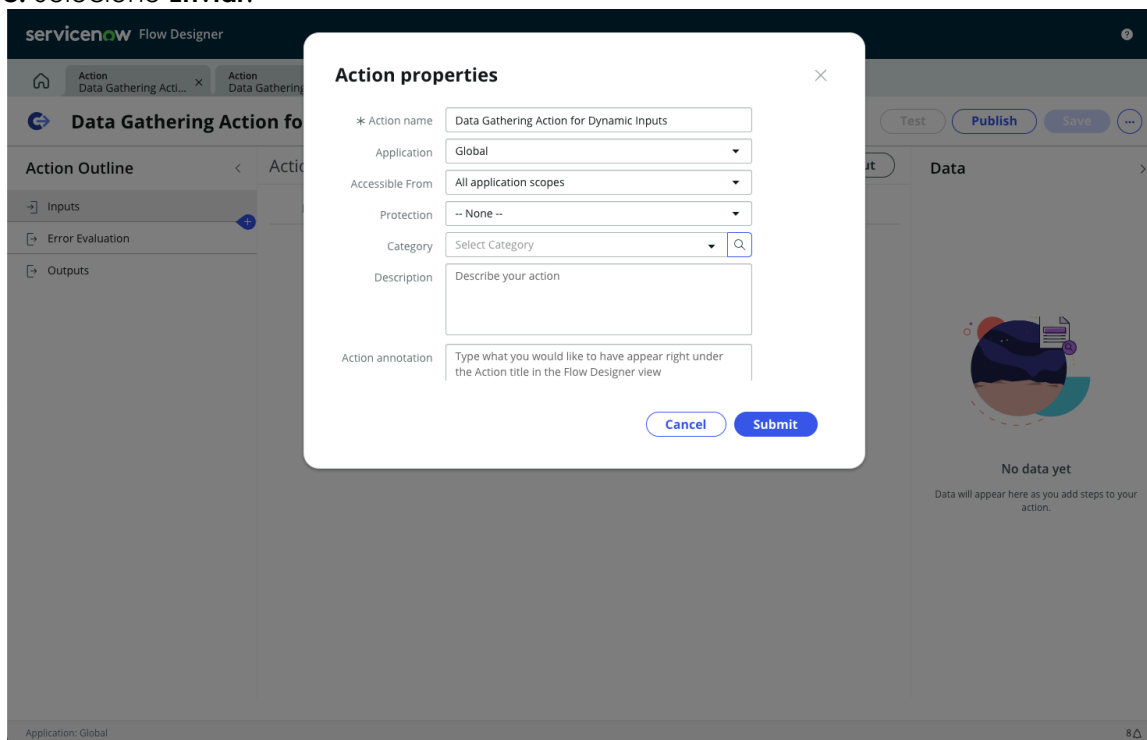 servicenow Flow Designer
Action
Data Gathering Acti...
Action
Data Gathering
Data Gathering Action fo
Test
Publish
Save
Action Outline
Inputs
Error Evaluation
Outputs
Action properties
* Action name
Data Gathering Action for Dynamic Inputs
Application
Global
Accessible From
All application scopes
Protection
-- None --
Category
Select Category
Description
Describe your action
Action annotation
Type what you would like to have appear right under
the Action title in the Flow Designer view
Cancel
Submit
Data
No data yet
Data will appear here as you add steps to your
action.
Application: Global
8